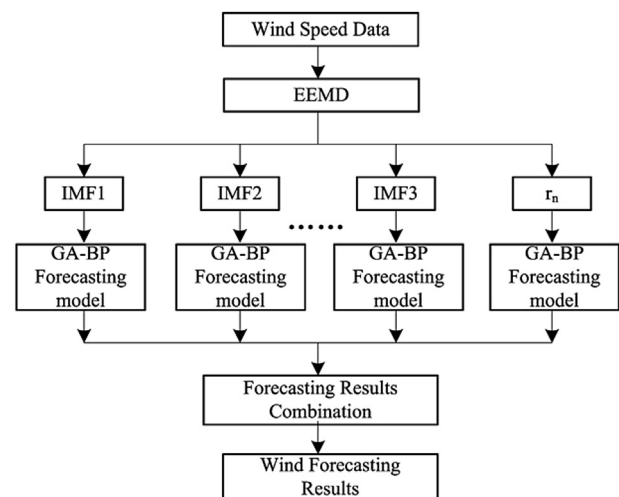 Wind Speed Data
EEMD
IMF1 IMF2 IMF3 rₙ
......
GA-BP GA-BP GA-BP GA-BP
Forecasting Forecasting Forecasting Forecasting
model model model model
Forecasting Results
Combination
Wind Forecasting
Results